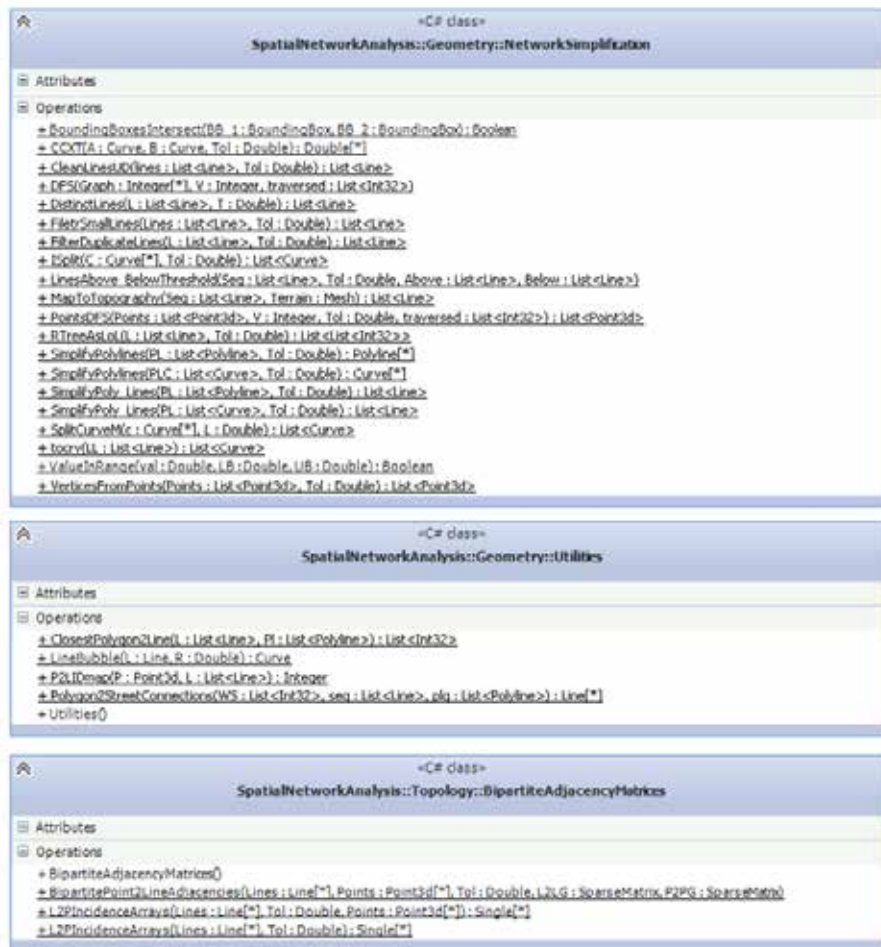 «C# class»
SpatialNetworkAnalysis::Geometry::NetworkSimplification
Attributes
Operations
+ BoundingBoxesIntersect(BB_1 : BoundingBox, BB_2 : BoundingBox) : Boolean
+ CCXT(A : Curve, B : Curve, Tol : Double) : Double[*]
+ CleanLinesUD(lines : List<Line>, Tol : Double) : List<Line>
+ DFS(Graph : Integer[*], V : Integer, traversed : List<Int32>)
+ DistinctLines(L : List<Line>, T : Double) : List<Line>
+ FiletrSmallLines(Lines : List<Line>, Tol : Double) : List<Line>
+ FilterDuplicateLines(L : List<Line>, Tol : Double) : List<Line>
+ ISplit(C : Curve[*], Tol : Double) : List<Curve>
+ LinesAbove_BelowThreshold(Seg : List<Line>, Tol : Double, Above : List<Line>, Below : List<Line>)
+ MapToTopography(Seg : List<Line>, Terrain : Mesh) : List<Line>
+ PointsDFS(Points : List<Point3d>, V : Integer, Tol : Double, traversed : List<Int32>) : List<Point3d>
+ RTreeAsLoL(L : List<Line>, Tol : Double) : List<List<Int32>>
+ SimplifyPolylines(PL : List<Polyline>, Tol : Double) : Polyline[*]
+ SimplifyPolylines(PLC : List<Curve>, Tol : Double) : Curve[*]
+ SimplifyPoly_Lines(PL : List<Polyline>, Tol : Double) : List<Line>
+ SimplifyPoly_Lines(PL : List<Curve>, Tol : Double) : List<Line>
+ SplitCurveM(c : Curve[*], L : Double) : List<Curve>
+ tocrv(LL : List<Line>) : List<Curve>
+ ValueInRange(val : Double, LB : Double, UB : Double) : Boolean
+ VerticesFromPoints(Points : List<Point3d>, Tol : Double) : List<Point3d>
«C# class»
SpatialNetworkAnalysis::Geometry::Utilities
Attributes
Operations
+ ClosestPolygon2Line(L : List<Line>, Pl : List<Polyline>) : List<Int32>
+ LineBubble(L : Line, R : Double) : Curve
+ P2LIDmap(P : Point3d, L : List<Line>) : Integer
+ Polygon2StreetConnections(WS : List<Int32>, seg : List<Line>, plg : List<Polyline>) : Line[*]
+ Utilities()
«C# class»
SpatialNetworkAnalysis::Topology::BipartiteAdjacencyMatrices
Attributes
Operations
+ BipartiteAdjacencyMatrices()
+ BipartitePoint2LineAdjacencies(Lines : Line[*], Points : Point3d[*], Tol : Double, L2LG : SparseMatrix, P2PG : SparseMatrix)
+ L2PIncidenceArrays(Lines : Line[*], Tol : Double, Points : Point3d[*]) : Single[*]
+ L2PIncidenceArrays(Lines : Line[*], Tol : Double) : Single[*]